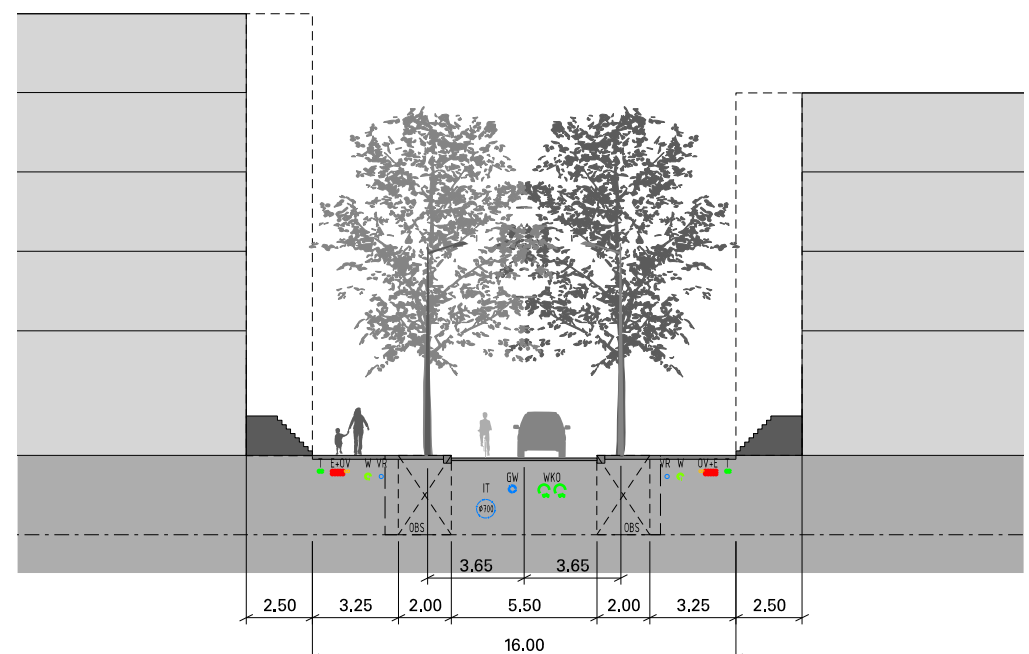 T E+OV W VR VR W OV+E T
GW WKO
IT
Ø700
OBS OBS
3.65 3.65
2.50 3.25 2.00 5.50 2.00 3.25 2.50
16.00